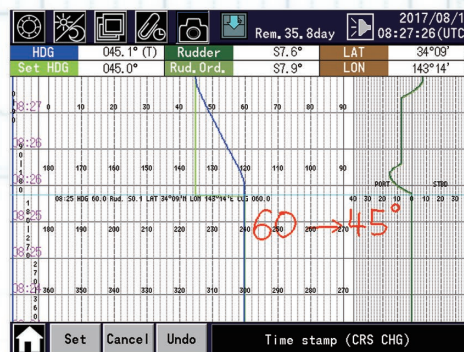 Rem.35.8day
2017/08/1
08:27:26(UTC
HDG 045.1°(T) Rudder S7.6° LAT 34°09'
Set HDG 045.0° Rud.Ord. S7.9° LON 143°14'
08:27
0 10 20 30 40 50 60 70 80 90
08:26
180 170 160 150 140 130 120 110 100 90
08:26
PORT STBD
40 30 20 10 0 10 20 30
08:25 HDG 60.0 Rud. S0.1 LAT 34°09'N LON 143°14'E COG 060.0
08:25
180 190 200 210 220 230 240 250 260 270
60→45°
08:25
08:24
360 350 340 330 320 310 300 290 280 270
Set Cancel Undo Time stamp (CRS CHG)